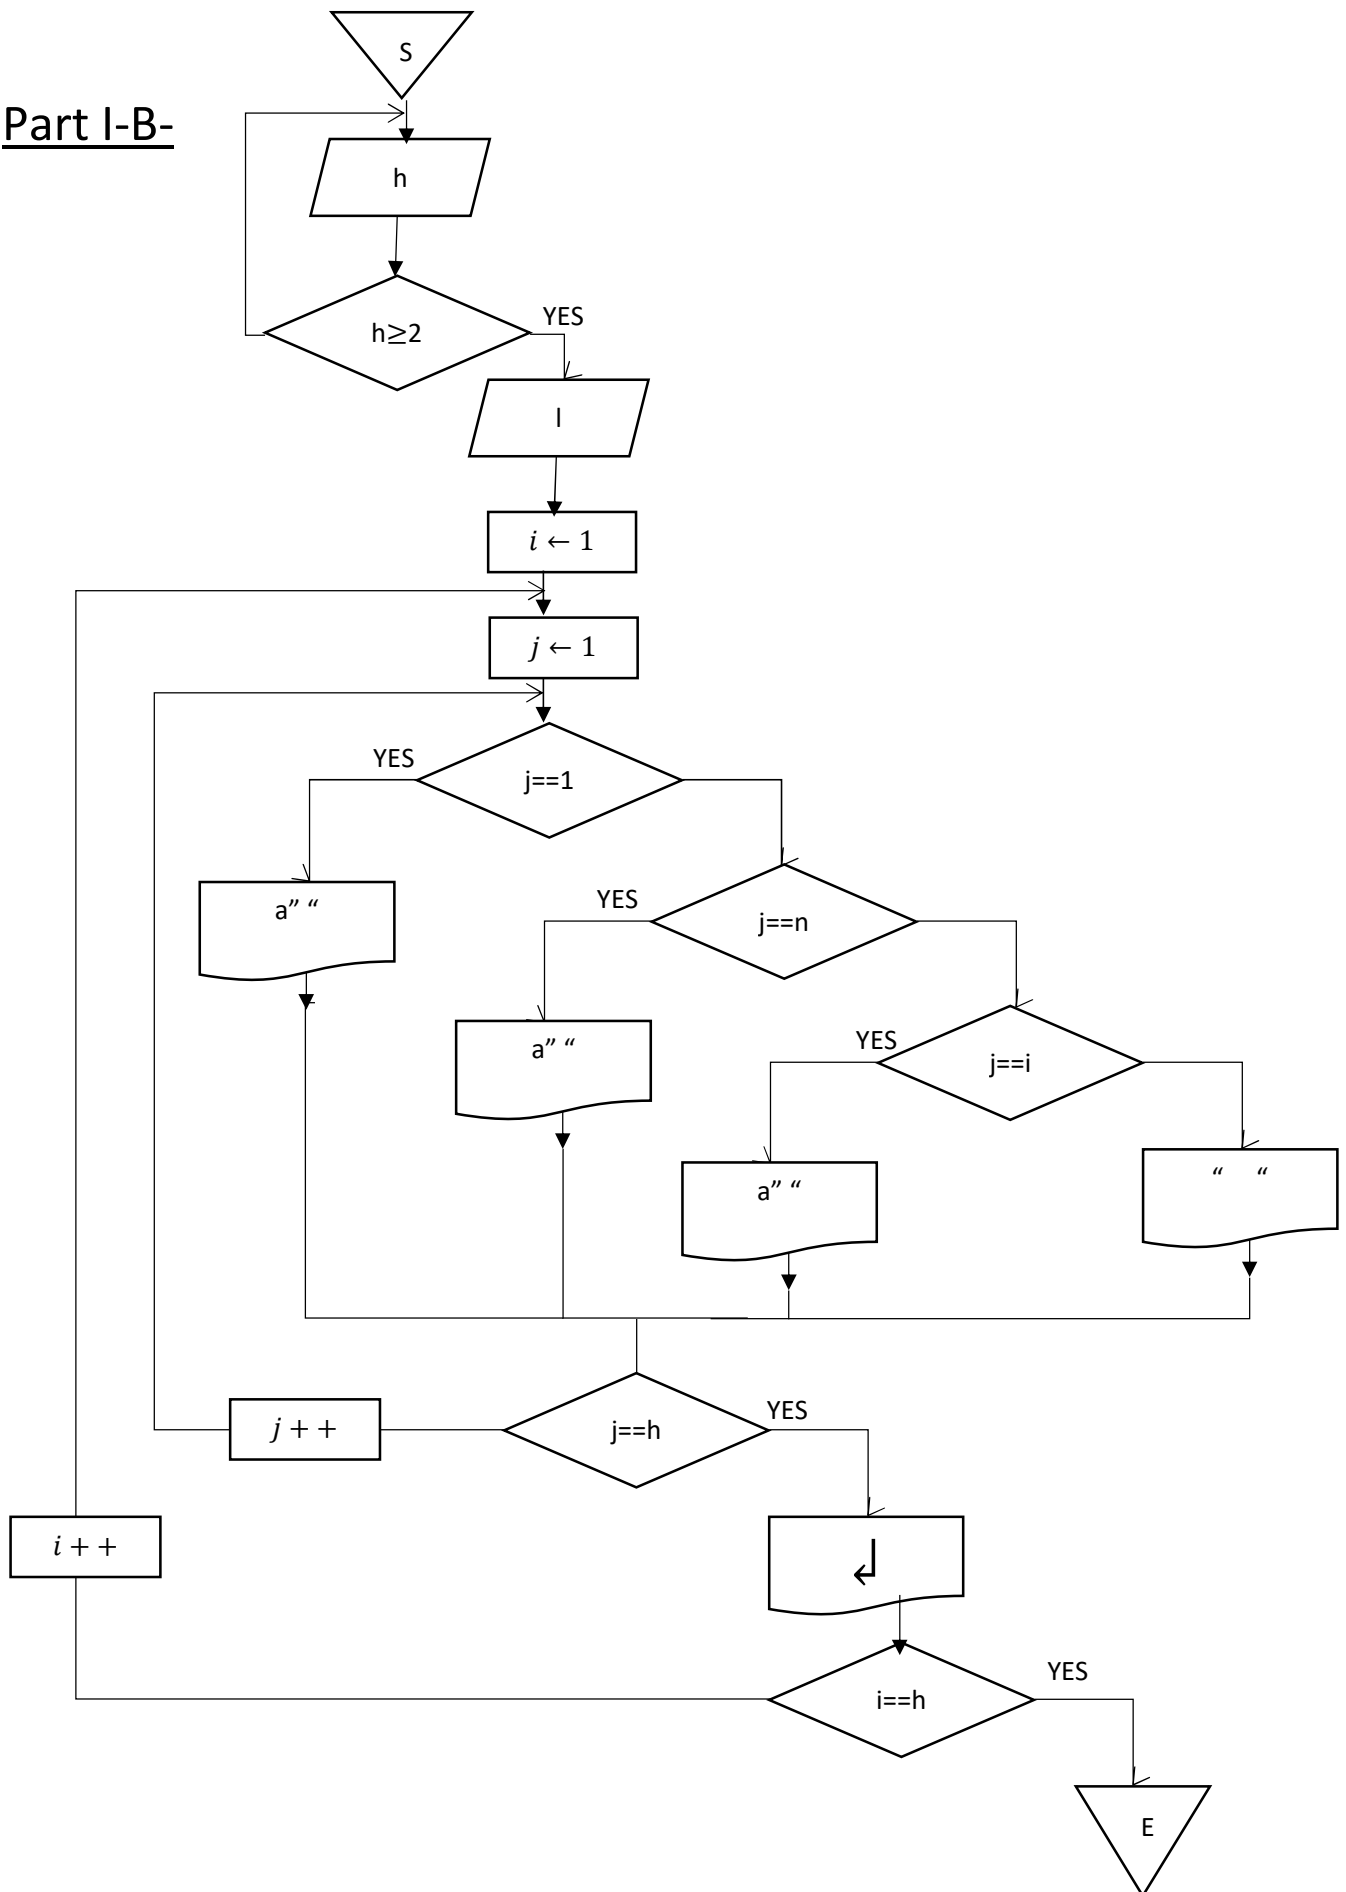 S
Part I-B-
h
YES
h≥2
l
i ← 1
j ← 1
YES
j==1
a” “
YES
j==n
a” “
YES
j==i
a” “
“ “
j + +
j==h
YES
i + +
↲
YES
i==h
E